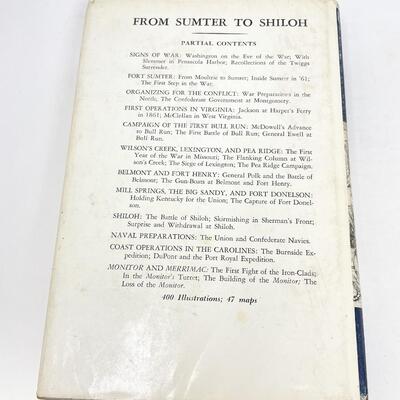 FROM SUMTER TO SHILOH
PARTIAL CONTENTS
SIGNS OF WAR: Washington on the Eve of the War; With
Slemmer in Pensacola Harbor; Recollections of the Twiggs
Surrender.
FORT SUMTER: From Moultrie to Sumter; Inside Sumter in '61;
The First Step in the War.
ORGANIZING FOR THE CONFLICT: War Preparations in
the North; The Confederate Government at Montgomery.
FIRST OPERATIONS IN VIRGINIA: Jackson at Harper's Ferry
in 1861; McClellan in West Virginia.
CAMPAIGN OF THE FIRST BULL RUN: McDowell's Advance
to Bull Run; The First Battle of Bull Run; General Ewell at
Bull Run.
WILSON'S CREEK, LEXINGTON, AND PEA RIDGE: The First
Year of the War in Missouri; The Flanking Column at Wil-
son's Creek; The Siege of Lexington; The Pea Ridge Campaign.
BELMONT AND FORT HENRY: General Polk and the Battle of
Belmont; The Gun-Boats at Belmont and Fort Henry.
MILL SPRINGS, THE BIG SANDY, AND FORT DONELSON:
Holding Kentucky for the Union; The Capture of Fort Donel-
son.
SHILOH: The Battle of Shiloh; Skirmishing in Sherman's Front;
Surprise and Withdrawal at Shiloh.
NAVAL PREPARATIONS: The Union and Confederate Navies.
COAST OPERATIONS IN THE CAROLINES: The Burnside Ex-
pedition; DuPont and the Port Royal Expedition.
MONITOR AND MERRIMAC: The First Fight of the Iron-Clads;
In the Monitor's Turret; The Building of the Monitor; The
Loss of the Monitor.
400 Illustrations; 47 maps